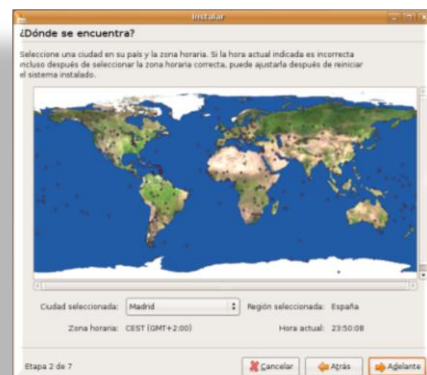 Instalar
¿Dónde se encuentra?
Seleccione una ciudad en su país y la zona horaria. Si la hora actual indicada es incorrecta
incluso después de seleccionar la zona horaria correcta, puede ajustarla después de reiniciar
el sistema instalado.
Ciudad seleccionada: Madrid Región seleccionada: España
Zona horaria: CEST (GMT+2:00) Hora actual: 23:50:08
Etapa 2 de 7 Cancelar Atrás Adelante